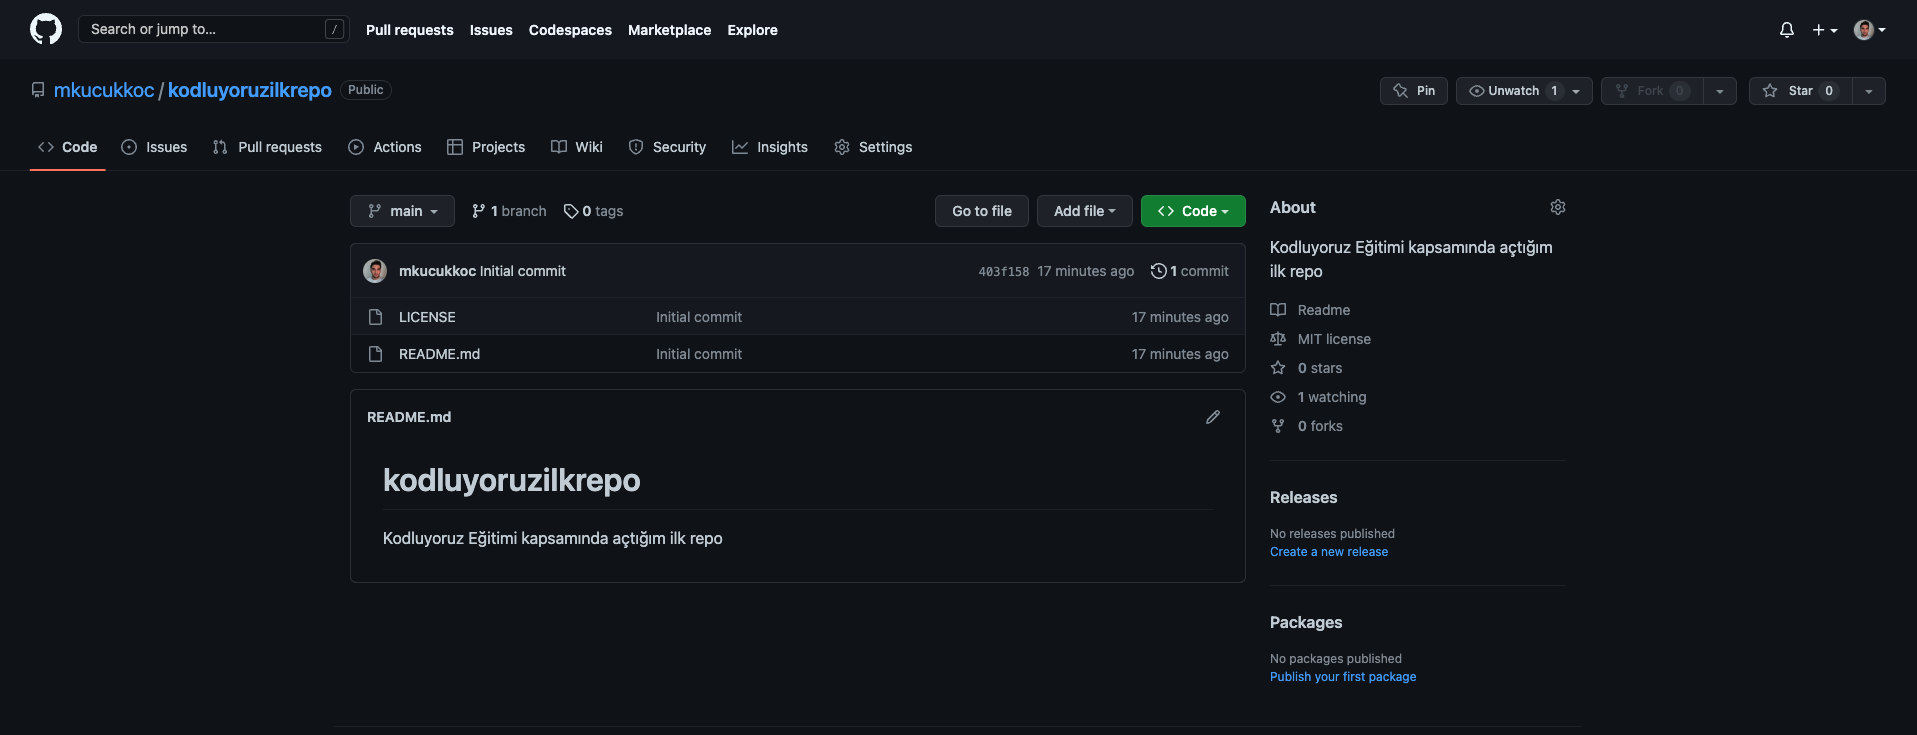 Search or jump to... /
Pull requests Issues Codespaces Marketplace Explore
mkucukkoc / kodluyoruzilkrepo Public
Pin Unwatch 1 Fork 0 Star 0
Code Issues Pull requests Actions Projects Wiki Security Insights Settings
main 1 branch 0 tags Go to file Add file Code
mkucukkoc Initial commit 403f158 17 minutes ago 1 commit
LICENSE Initial commit 17 minutes ago
README.md Initial commit 17 minutes ago
README.md
kodluyoruzilkrepo
Kodluyoruz Eğitimi kapsamında açtığım ilk repo
About
Kodluyoruz Eğitimi kapsamında açtığım
ilk repo
Readme
MIT license
0 stars
1 watching
0 forks
Releases
No releases published
Create a new release
Packages
No packages published
Publish your first package